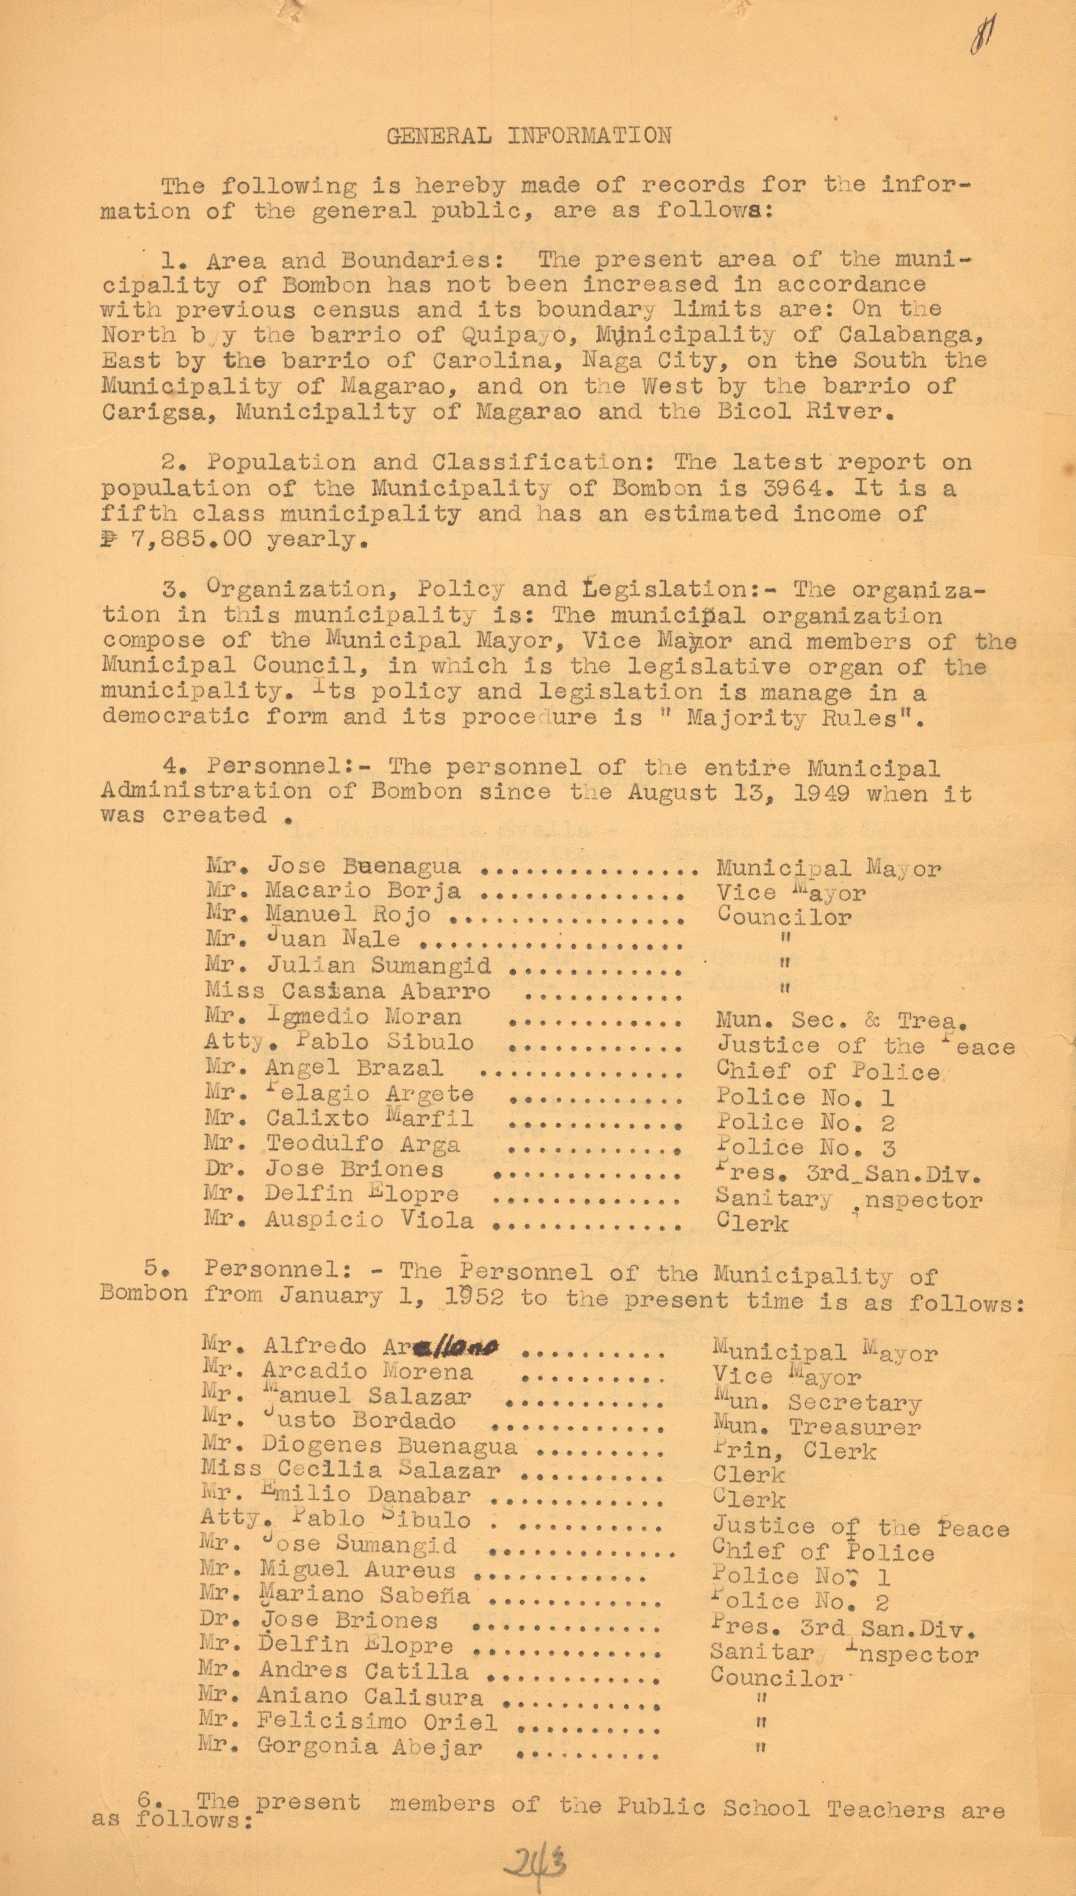 GENERAL INFORMATION
The following is hereby made of records for the infor-
mation of the general public, are as follows:
1. Area and Boundaries: The present area of the muni-
cipality of Bombon has not been increased in accordance
with previous census and its boundary limits are: On the
North b y the barrio of Quipayo, Municipality of Calabanga,
East by the barrio of Carolina, Naga City, on the South the
Municipality of Magarao, and on the West by the barrio of
Carigsa, Municipality of Magarao and the Bicol River.
2. Population and Classification: The latest report on
population of the Municipality of Bombon is 3964. It is a
fifth class municipality and has an estimated income of
₱ 7,885.00 yearly.
3. Organization, Policy and Legislation:- The organiza-
tion in this municipality is: The municipal organization
compose of the Municipal Mayor, Vice Mayor and members of the
Municipal Council, in which is the legislative organ of the
municipality. Its policy and legislation is manage in a
democratic form and its procedure is " Majority Rules".
4. Personnel:- The personnel of the entire Municipal
Administration of Bombon since the August 13, 1949 when it
was created .
Mr. Jose Buenagua ............... Municipal Mayor
Mr. Macario Borja .............. Vice Mayor
Mr. Manuel Rojo ................ Councilor
Mr. Juan Nale .................. "
Mr. Julian Sumangid ............ "
Miss Casiana Abarro ........... "
Mr. Igmedio Moran ............ Mun. Sec. & Trea.
Atty. Pablo Sibulo ............ Justice of the Peace
Mr. Angel Brazal .............. Chief of Police
Mr. Pelagio Argete ............ Police No. 1
Mr. Calixto Marfil ............ Police No. 2
Mr. Teodulfo Arga ............ Police No. 3
Dr. Jose Briones ............. Pres. 3rd_San.Div.
Mr. Delfin Elopre ............. Sanitary Inspector
Mr. Auspicio Viola ............. Clerk
5. Personnel: - The Personnel of the Municipality of
Bombon from January 1, 1952 to the present time is as follows:
Mr. Alfredo Arellano .......... Municipal Mayor
Mr. Arcadio Morena .......... Vice Mayor
Mr. Manuel Salazar ........... Mun. Secretary
Mr. Justo Bordado ............ Mun. Treasurer
Mr. Diogenes Buenagua ......... Prin, Clerk
Miss Cecilia Salazar .......... Clerk
Mr. Emilio Danabar ............ Clerk
Atty. Pablo Sibulo . .......... Justice of the Peace
Mr. Jose Sumangid ............. Chief of Police
Mr. Miguel Aureus ............ Police No. 1
Mr. Mariano Sabeña ............ Police No. 2
Dr. Jose Briones ............. Pres. 3rd San.Div.
Mr. Delfin Elopre ............. Sanitary Inspector
Mr. Andres Catilla ............ Councilor
Mr. Aniano Calisura ........... "
Mr. Felicisimo Oriel .......... "
Mr. Gorgonia Abejar .......... "
6. The present members of the Public School Teachers are
as follows:
243